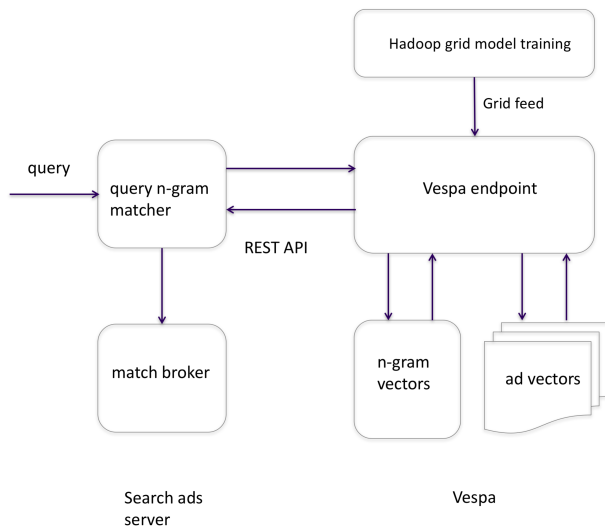 Hadoop grid model training
Grid feed
query
query n-gram
matcher
Vespa endpoint
REST API
match broker
n-gram
vectors
ad vectors
Search ads
server
Vespa